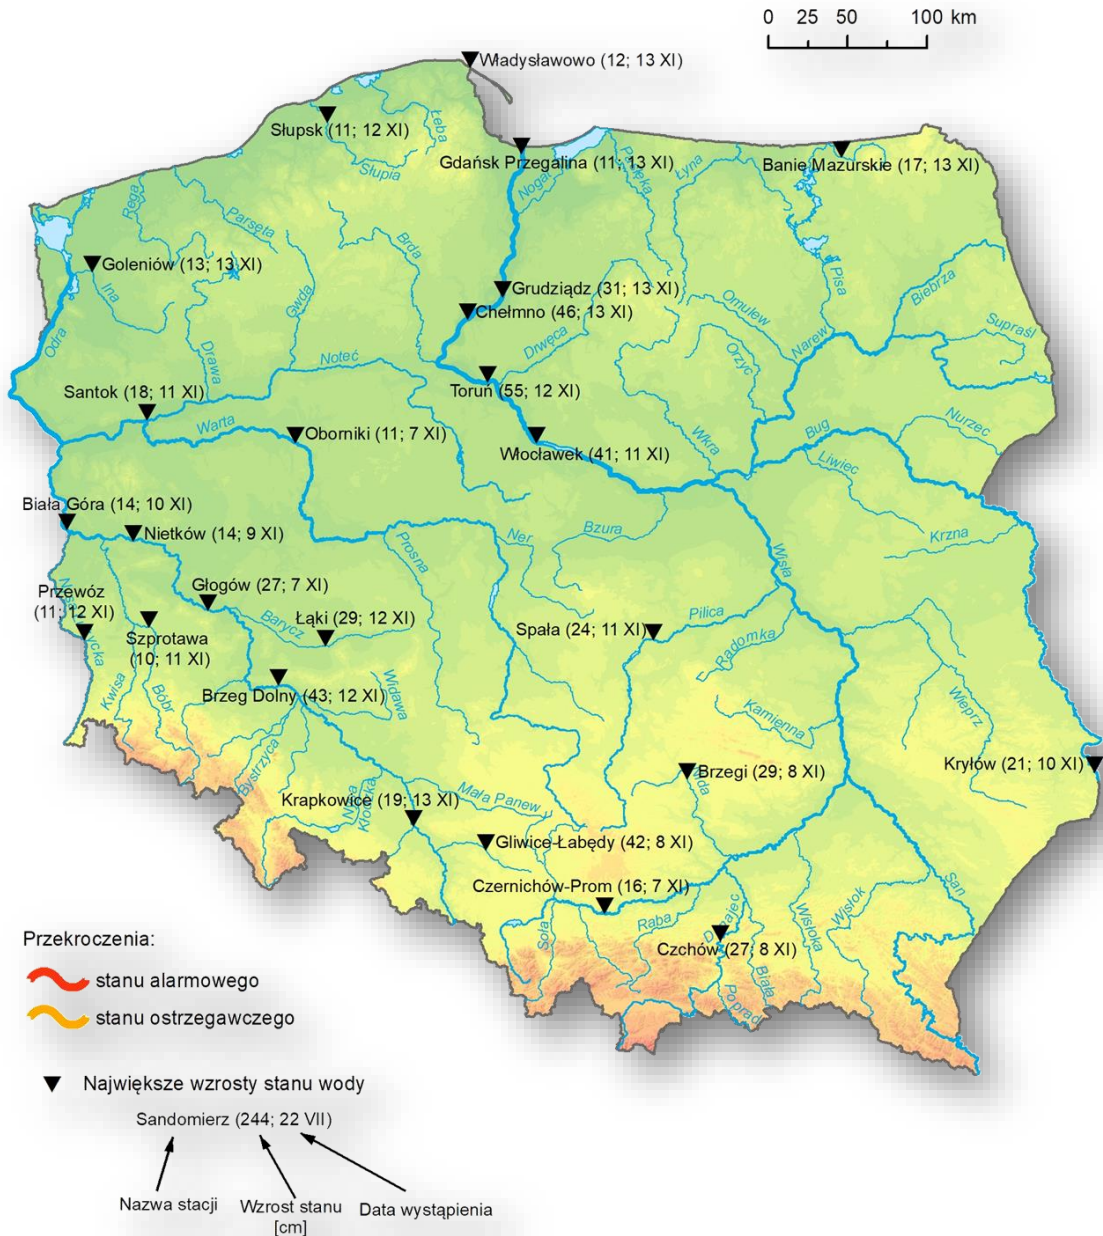 0 25 50 100 km
Władysławowo (12; 13 XI)
Słupsk (11; 12 XI)
Łeba
Słupia
Gdańsk Przegalina (11; 13 XI)
Banie Mazurskie (17; 13 XI)
Nogat
Pasłęka
Łyna
Rega
Parsęta
Brda
Goleniów (13; 13 XI)
Ina
Gwda
Grudziądz (31; 13 XI)
Chełmno (46; 13 XI)
Pisa
Biebrza
Omulew
Supraśl
Odra
Drawa
Noteć
Drwęca
Orzyc
Narew
Toruń (55; 12 XI)
Santok (18; 11 XI)
Warta
Oborniki (11; 7 XI)
Włocławek (41; 11 XI)
Wkra
Bug
Nurzec
Liwiec
Biała Góra (14; 10 XI)
Nietków (14; 9 XI)
Prosna
Ner
Bzura
Krzna
Wisła
Przewóz
(11; 12 XI)
Głogów (27; 7 XI)
Barycz
Łąki (29; 12 XI)
Spała (24; 11 XI)
Pilica
Szprotawa
(10; 11 XI)
Radomka
Kwisa
Bóbr
Brzeg Dolny (43; 12 XI)
Widawa
Kamienna
Wieprz
Bystrzyca
Brzegi (29; 8 XI)
Kryłów (21; 10 XI)
Nida
Krapkowice (19; 13 XI)
Nysa
Kłodzka
Mała Panew
Gliwice-Łabędy (42; 8 XI)
Czernichów-Prom (16; 7 XI)
Soła
Raba
Dunajec
Czchów (27; 8 XI)
Wisłoka
Wisłok
San
Biała
Poprad
Przekroczenia:
stanu alarmowego
stanu ostrzegawczego
Największe wzrosty stanu wody
Sandomierz (244; 22 VII)
Nazwa stacji
Wzrost stanu
[cm]
Data wystąpienia